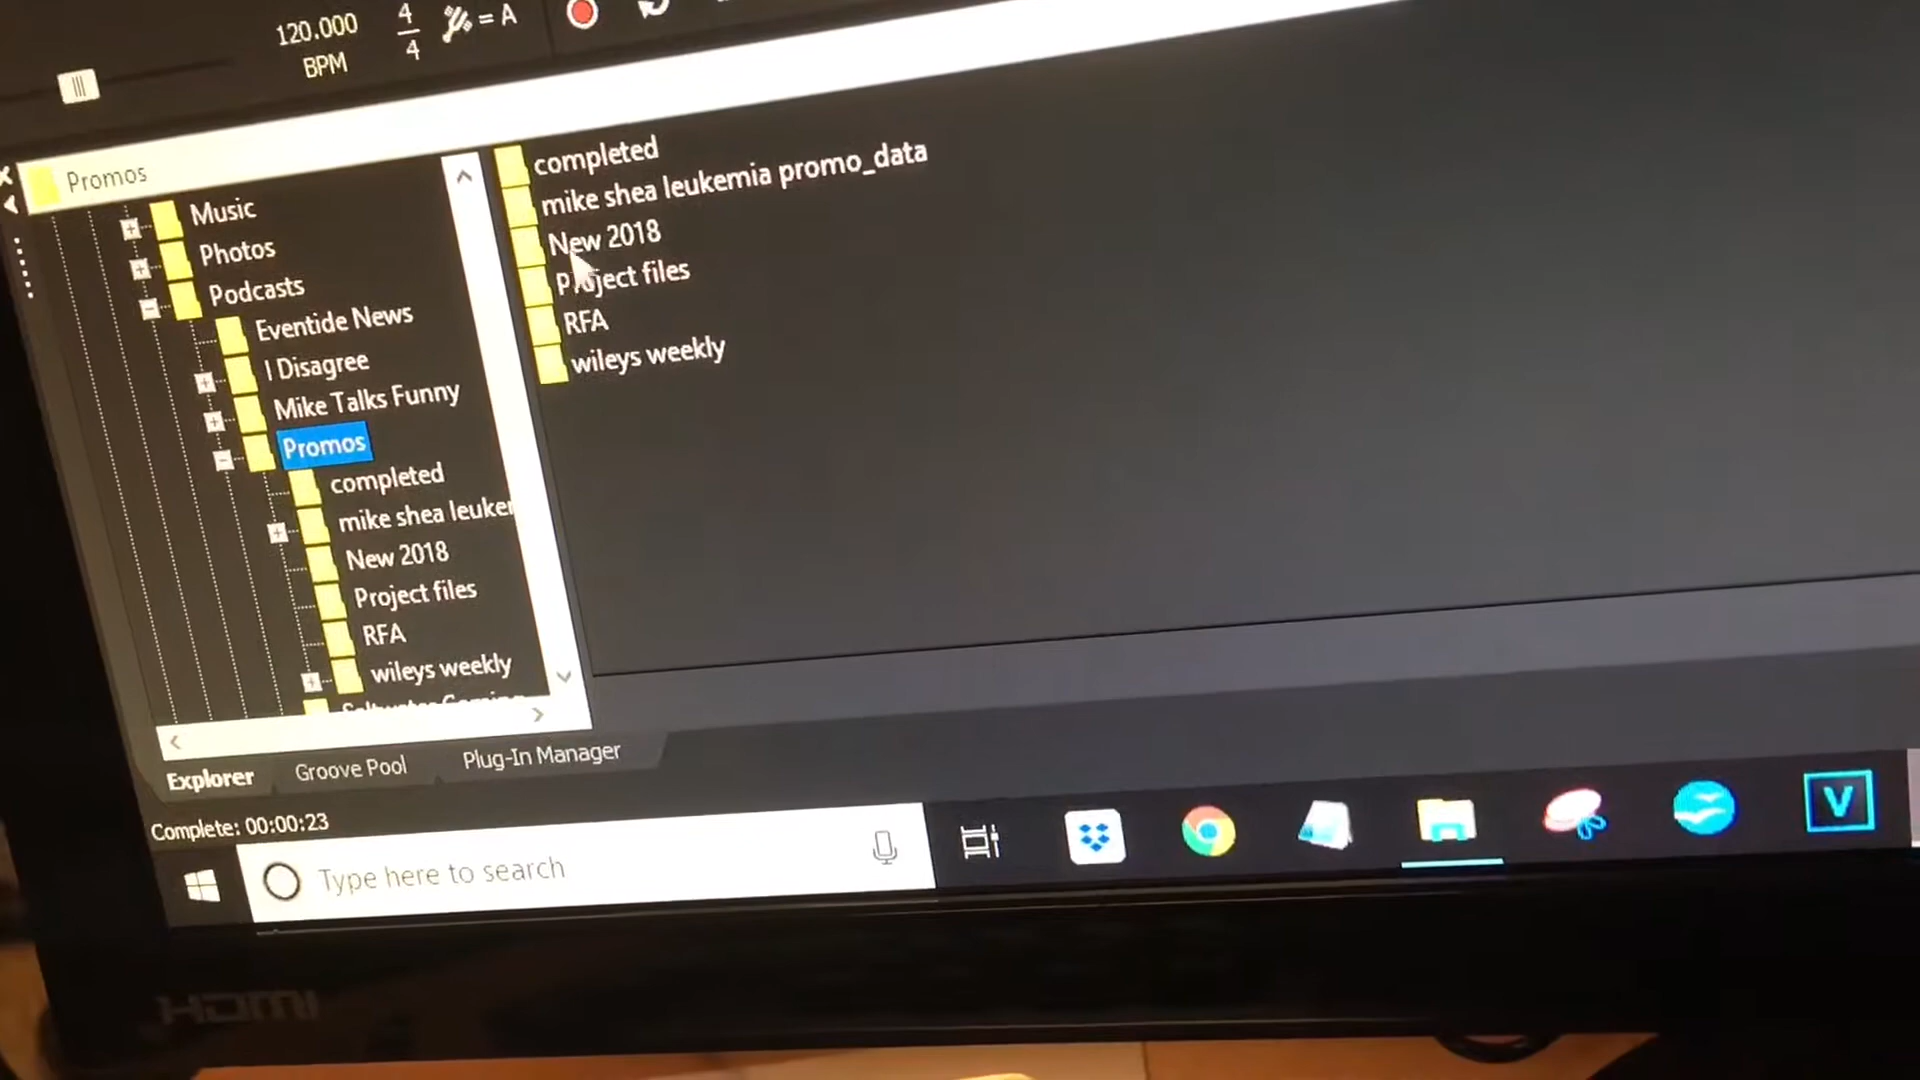 120.000
BPM
4
4
= A
Promos
Music
Photos
Podcasts
Eventide News
I Disagree
Mike Talks Funny
Promos
completed
mike shea leuker
New 2018
Project files
RFA
wileys weekly
completed
mike shea leukemia promo_data
New 2018
Project files
RFA
wileys weekly
Explorer
Groove Pool
Plug-In Manager
Complete: 00:00:23
Type here to search
V
HDMI